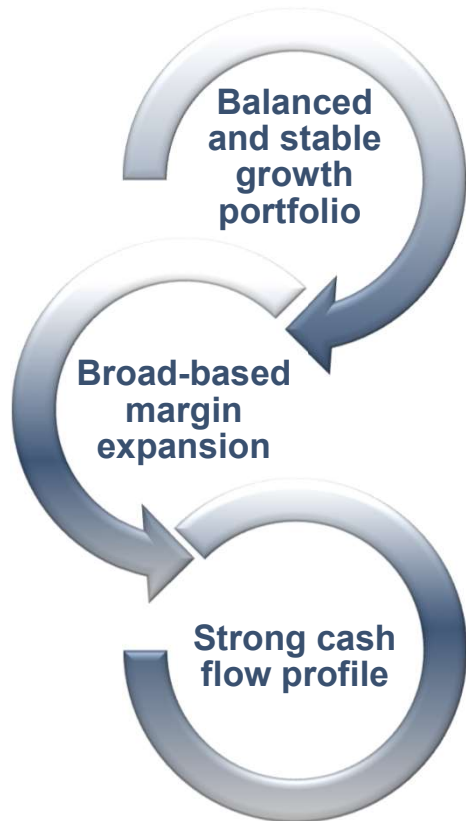 Balanced
and stable
growth
portfolio
Broad-based
margin
expansion
Strong cash
flow profile